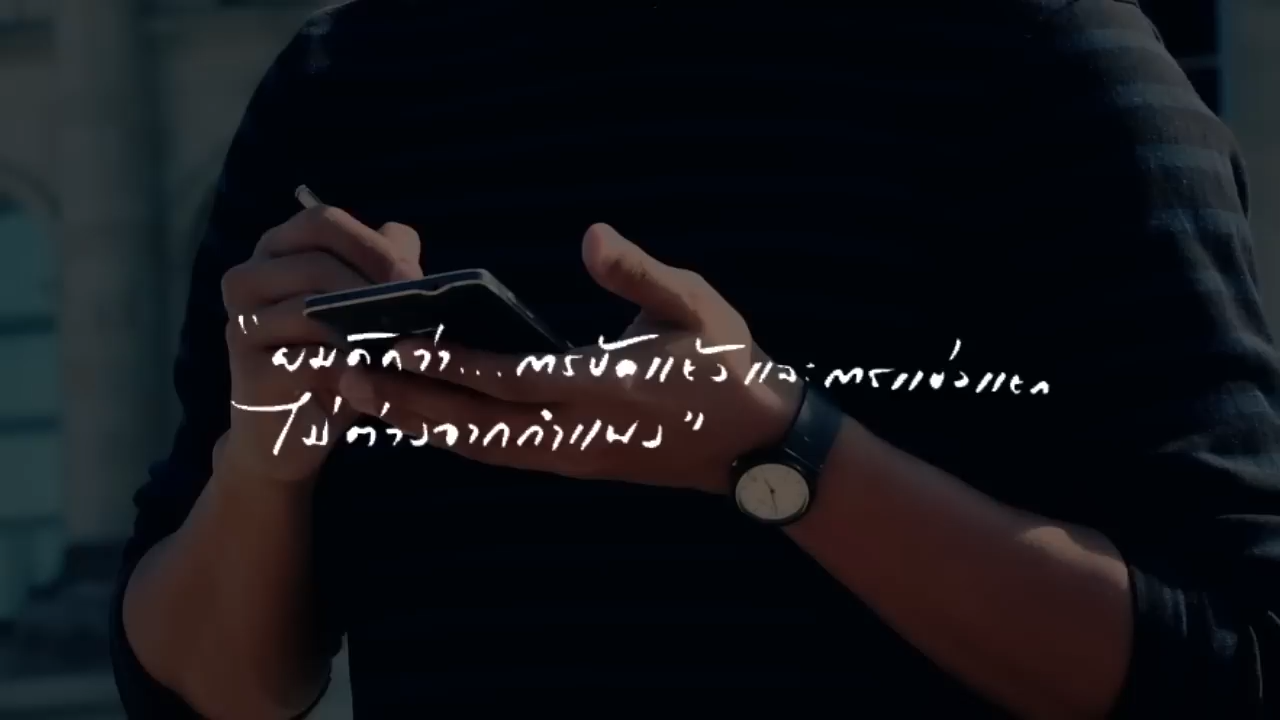 “ผมคิดว่า...การขัดแย้งและการแบ่งแยก
ไม่ต่างจากกำแพง”